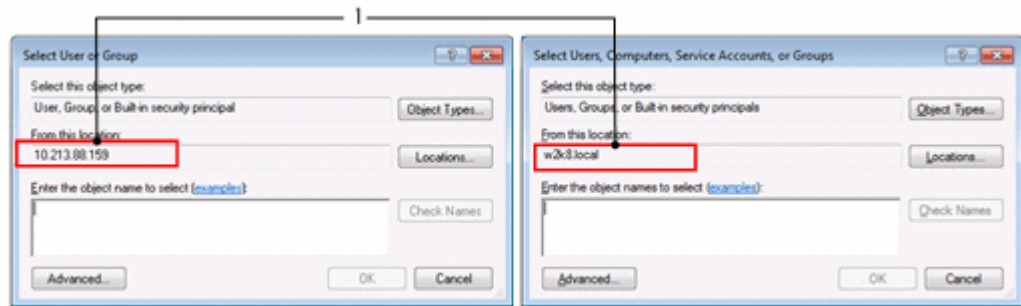 1
Select User or Group
Select this object type:
User, Group, or Built-in security principal
Object Types...
From this location:
10.213.88.159
Locations...
Enter the object name to select (examples):
Check Names
Advanced...
OK
Cancel
Select Users, Computers, Service Accounts, or Groups
Select this object type:
Users, Groups, or Built-in security principals
Object Types...
From this location:
w2k8.local
Locations...
Enter the object names to select (examples):
Check Names
Advanced...
OK
Cancel